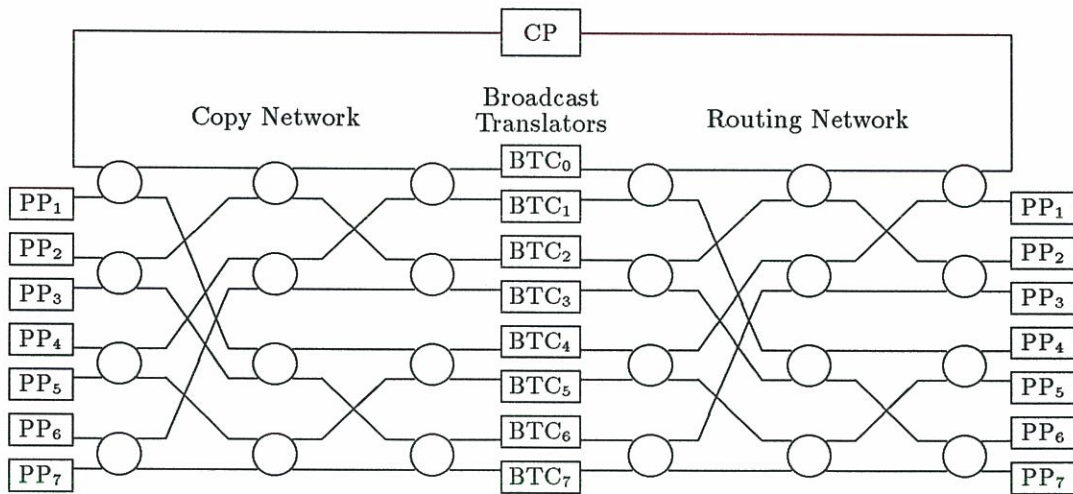 CP
Copy Network
Broadcast
Translators
Routing Network
BTC₀
PP₁ BTC₁ PP₁
PP₂ BTC₂ PP₂
PP₃ BTC₃ PP₃
PP₄ BTC₄ PP₄
PP₅ BTC₅ PP₅
PP₆ BTC₆ PP₆
PP₇ BTC₇ PP₇